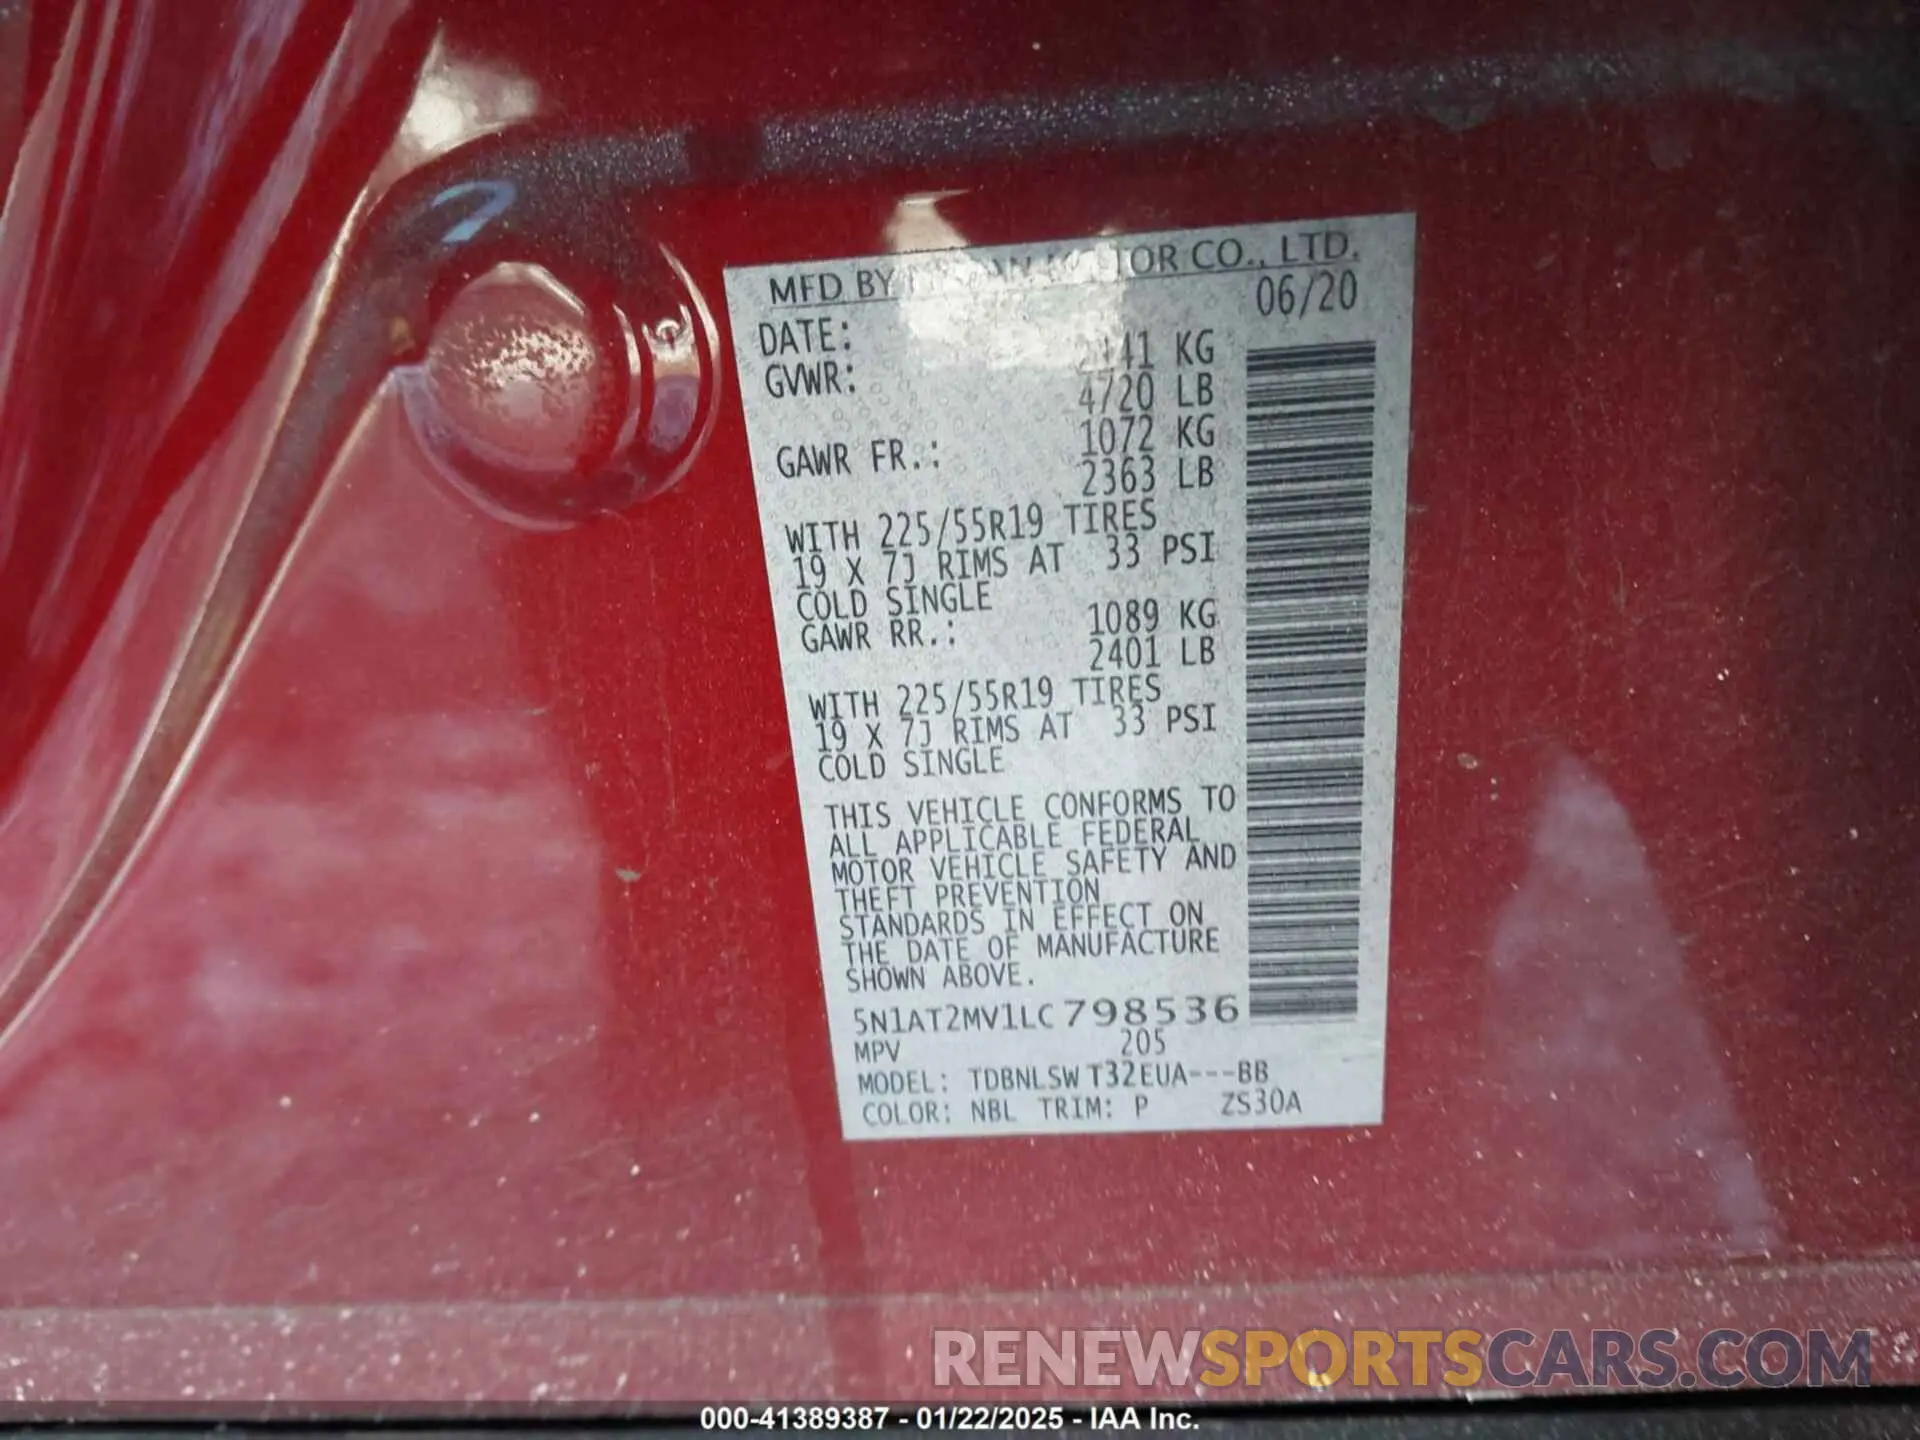 MFD BY MOTOR CO., LTD.
DATE: 06/20
GVWR: 2141 KG
4720 LB
GAWR FR.: 1072 KG
2363 LB
WITH 225/55R19 TIRES
19 X 7J RIMS AT 33 PSI
COLD SINGLE
GAWR RR.: 1089 KG
2401 LB
WITH 225/55R19 TIRES
19 X 7J RIMS AT 33 PSI
COLD SINGLE
THIS VEHICLE CONFORMS TO
ALL APPLICABLE FEDERAL
MOTOR VEHICLE SAFETY AND
THEFT PREVENTION
STANDARDS IN EFFECT ON
THE DATE OF MANUFACTURE
SHOWN ABOVE.
5N1AT2MV1LC798536
MPV 205
MODEL: TDBNLSW T32EUA---BB
COLOR: NBL TRIM: P ZS30A
RENEWSPORTSCARS.COM
000-41389387 - 01/22/2025 - IAA Inc.